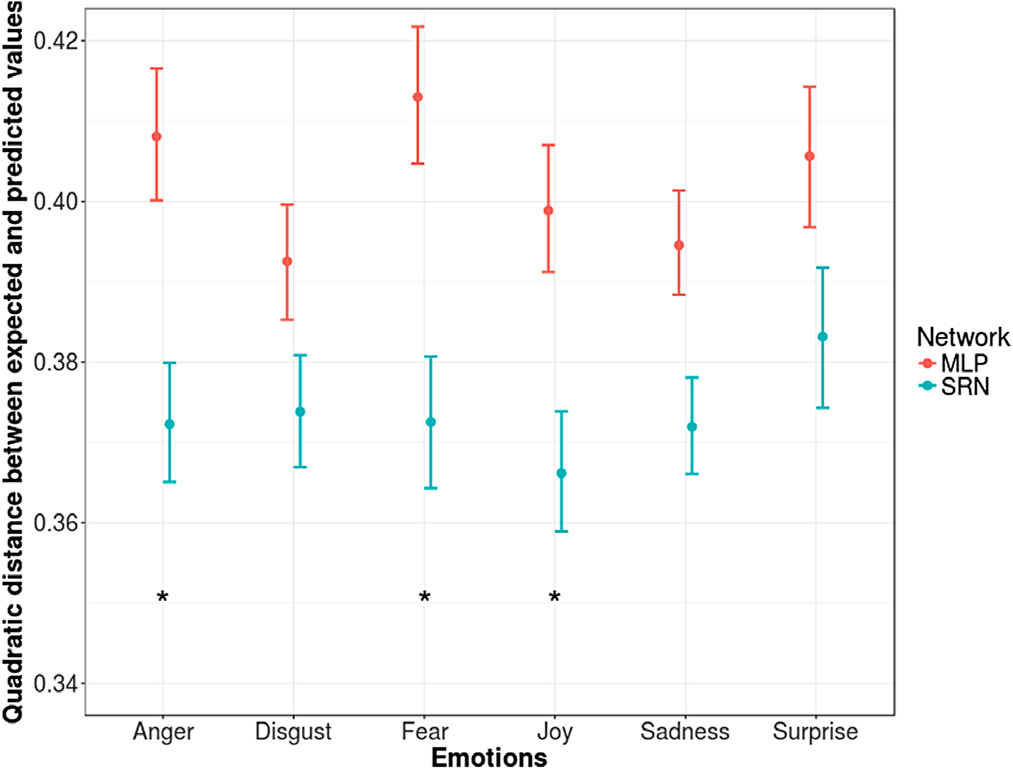 Quadratic distance between expected and predicted values
0.42
0.40
0.38
0.36
0.34
* * *
Anger Disgust Fear Joy Sadness Surprise
Emotions
Network
MLP
SRN